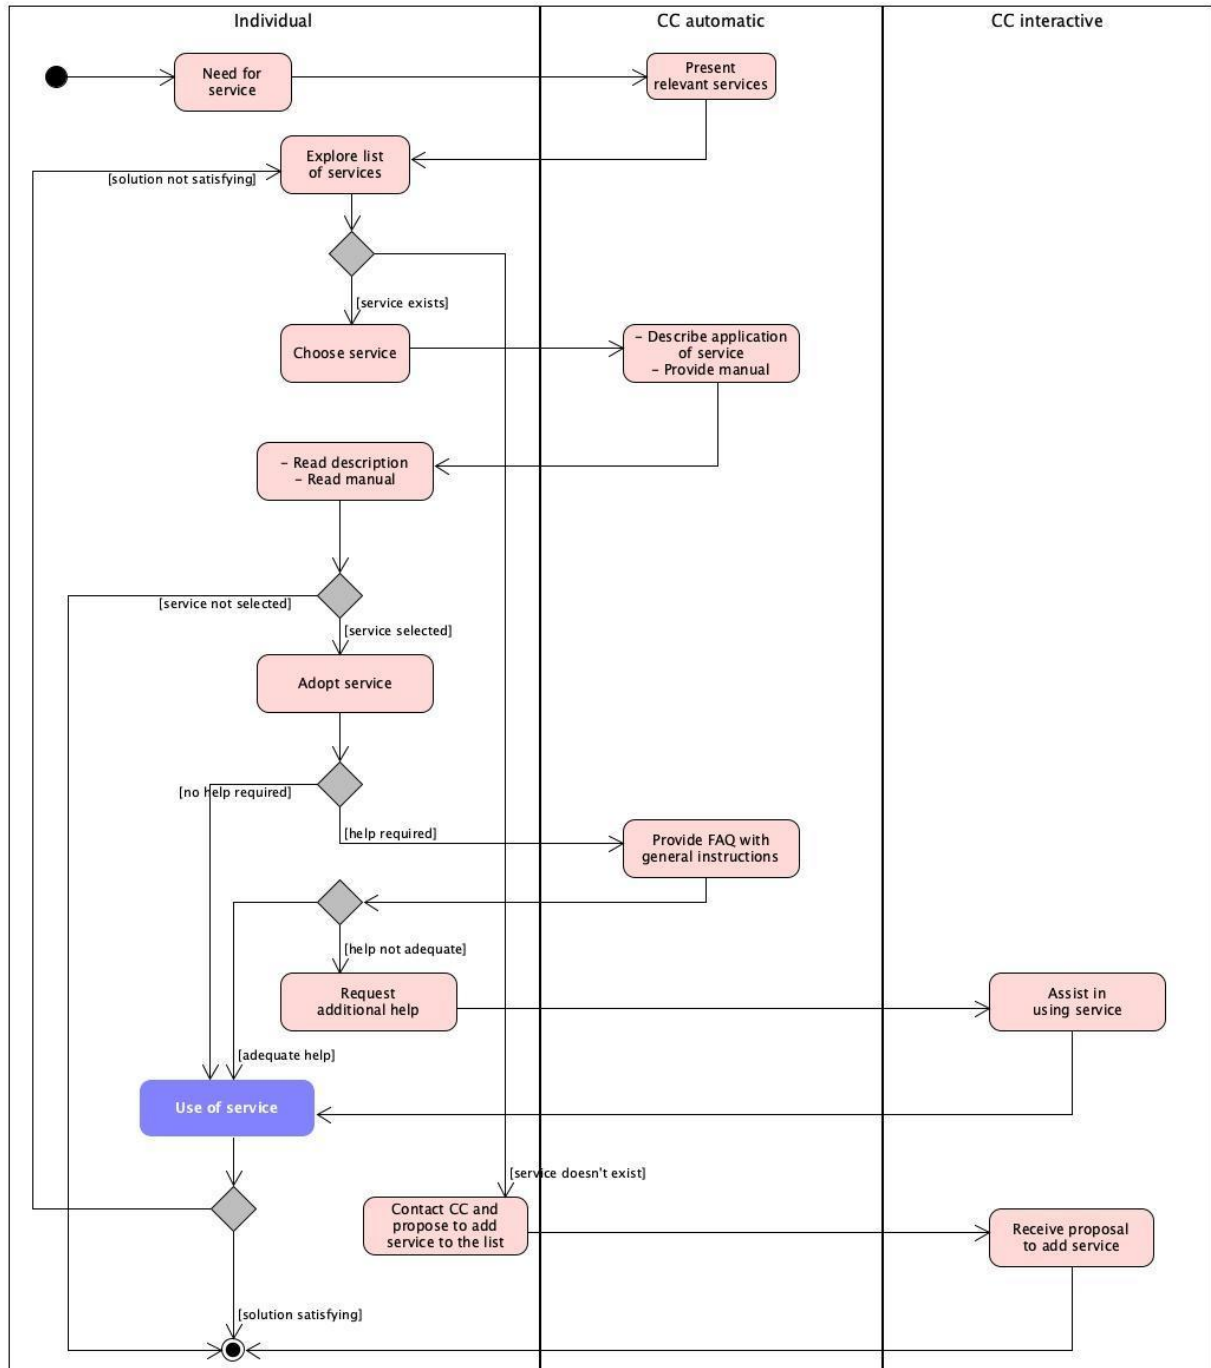 Individual
CC automatic
CC interactive
Need for
service
Present
relevant services
Explore list
of services
[solution not satisfying]
[service exists]
Choose service
– Describe application
of service
– Provide manual
– Read description
– Read manual
[service not selected]
[service selected]
Adopt service
[no help required]
[help required]
Provide FAQ with
general instructions
[help not adequate]
Request
additional help
Assist in
using service
[adequate help]
Use of service
[service doesn't exist]
Contact CC and
propose to add
service to the list
Receive proposal
to add service
[solution satisfying]